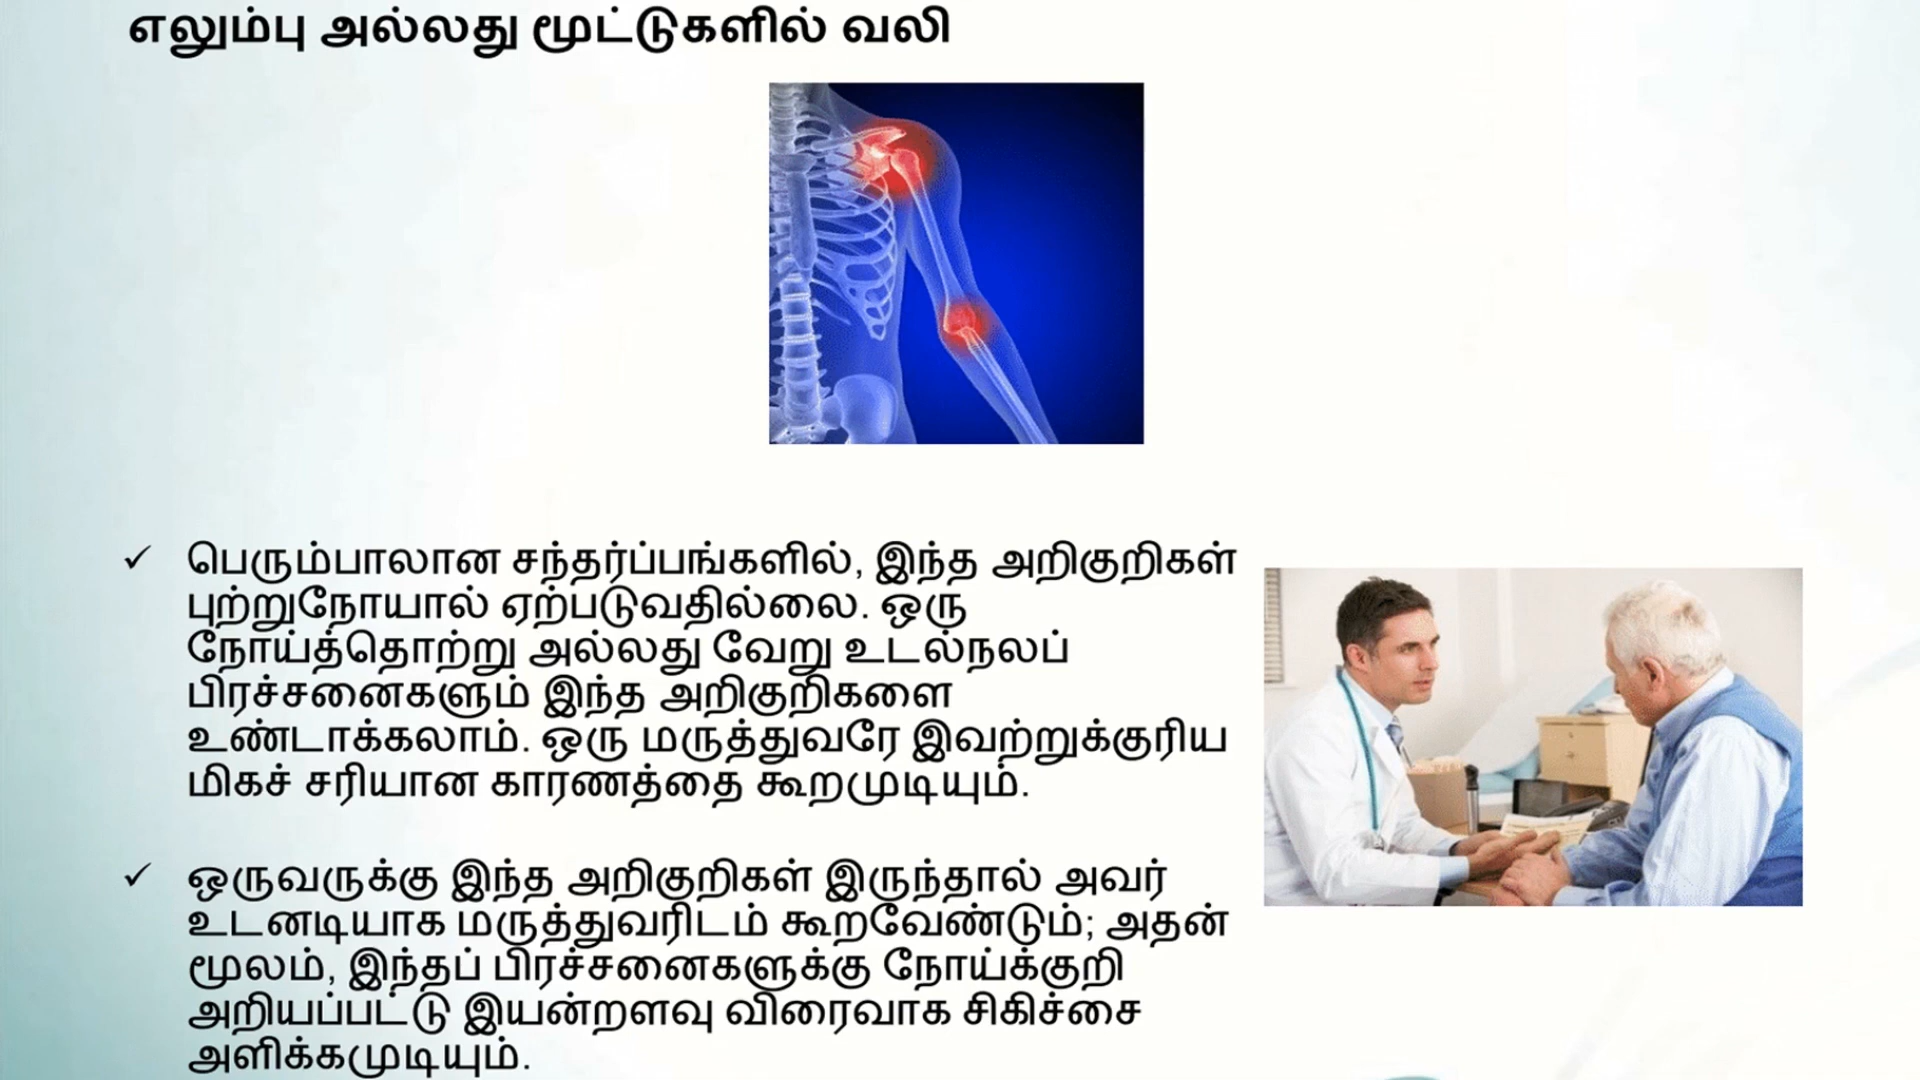 எலும்பு அல்லது மூட்டுகளில் வலி
✓ பெரும்பாலான சந்தர்ப்பங்களில், இந்த அறிகுறிகள்
புற்றுநோயால் ஏற்படுவதில்லை. ஒரு
நோய்த்தொற்று அல்லது வேறு உடல்நலப்
பிரச்சனைகளும் இந்த அறிகுறிகளை
உண்டாக்கலாம். ஒரு மருத்துவரே இவற்றுக்குரிய
மிகச் சரியான காரணத்தை கூறமுடியும்.
✓ ஒருவருக்கு இந்த அறிகுறிகள் இருந்தால் அவர்
உடனடியாக மருத்துவரிடம் கூறவேண்டும்; அதன்
மூலம், இந்தப் பிரச்சனைகளுக்கு நோய்க்குறி
அறியப்பட்டு இயன்றளவு விரைவாக சிகிச்சை
அளிக்கமுடியும்.